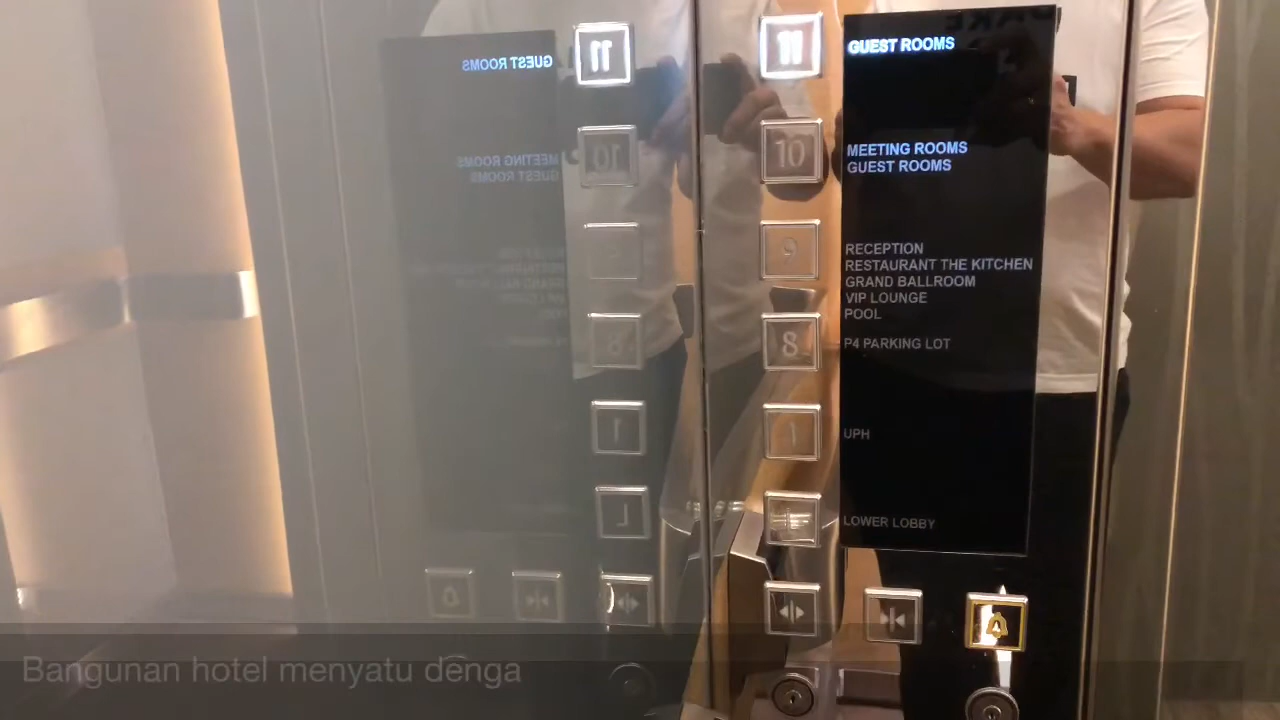 11
GUEST ROOMS
10
MEETING ROOMS
GUEST ROOMS
9
RECEPTION
RESTAURANT THE KITCHEN
GRAND BALLROOM
VIP LOUNGE
POOL
8
P4 PARKING LOT
1
UPH
L
LOWER LOBBY
Bangunan hotel menyatu denga